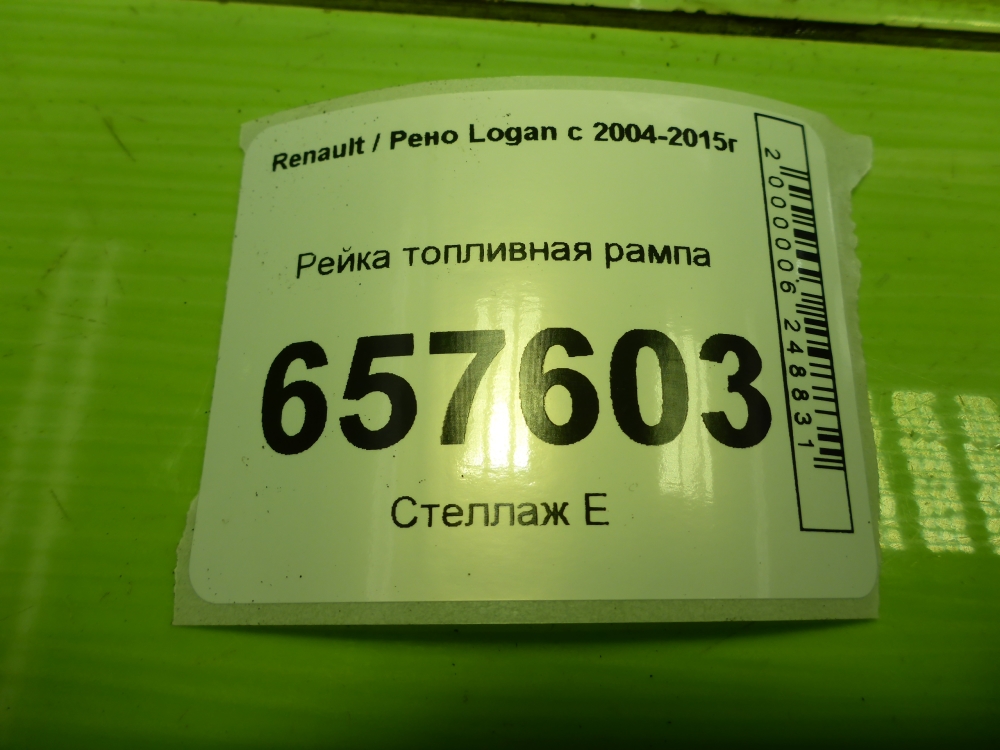 Renault / Рено Logan с 2004-2015г
Рейка топливная рампа
657603
Стеллаж Е
2000006248831